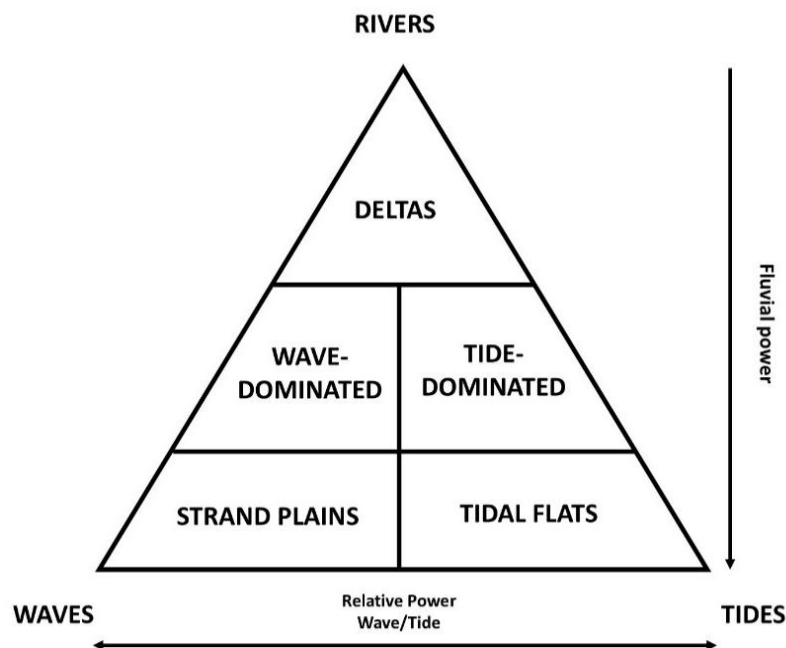 RIVERS
DELTAS
WAVE-
DOMINATED
TIDE-
DOMINATED
Fluvial power
STRAND PLAINS
TIDAL FLATS
WAVES
Relative Power
Wave/Tide
TIDES